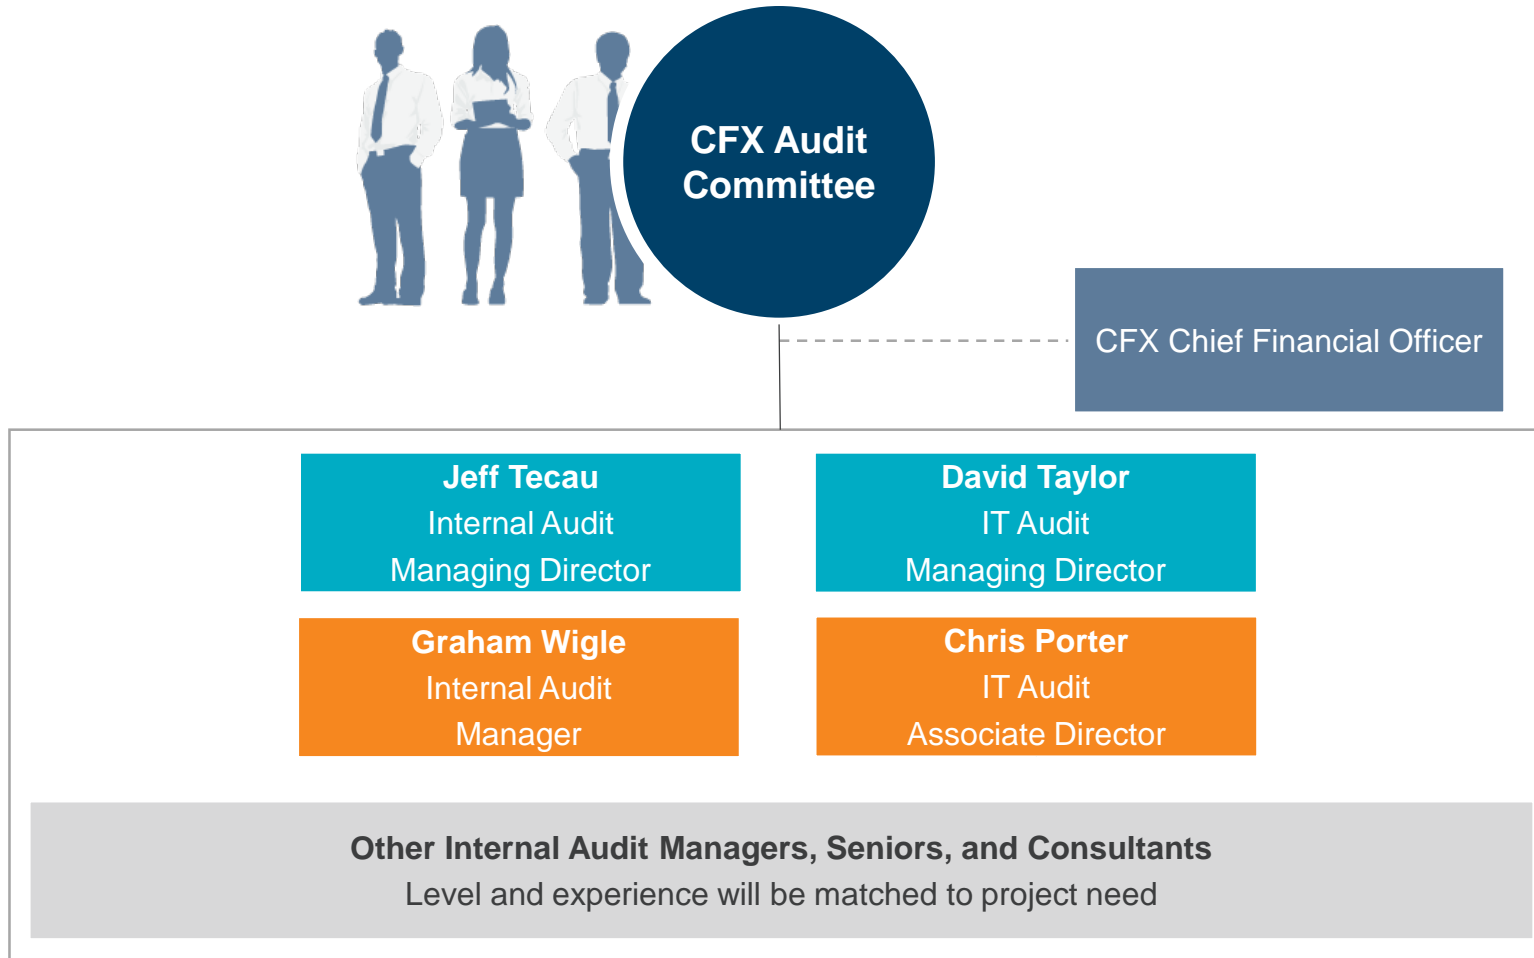 CFX Audit
Committee
CFX Chief Financial Officer
Jeff Tecau
Internal Audit
Managing Director
David Taylor
IT Audit
Managing Director
Graham Wigle
Internal Audit
Manager
Chris Porter
IT Audit
Associate Director
Other Internal Audit Managers, Seniors, and Consultants
Level and experience will be matched to project need